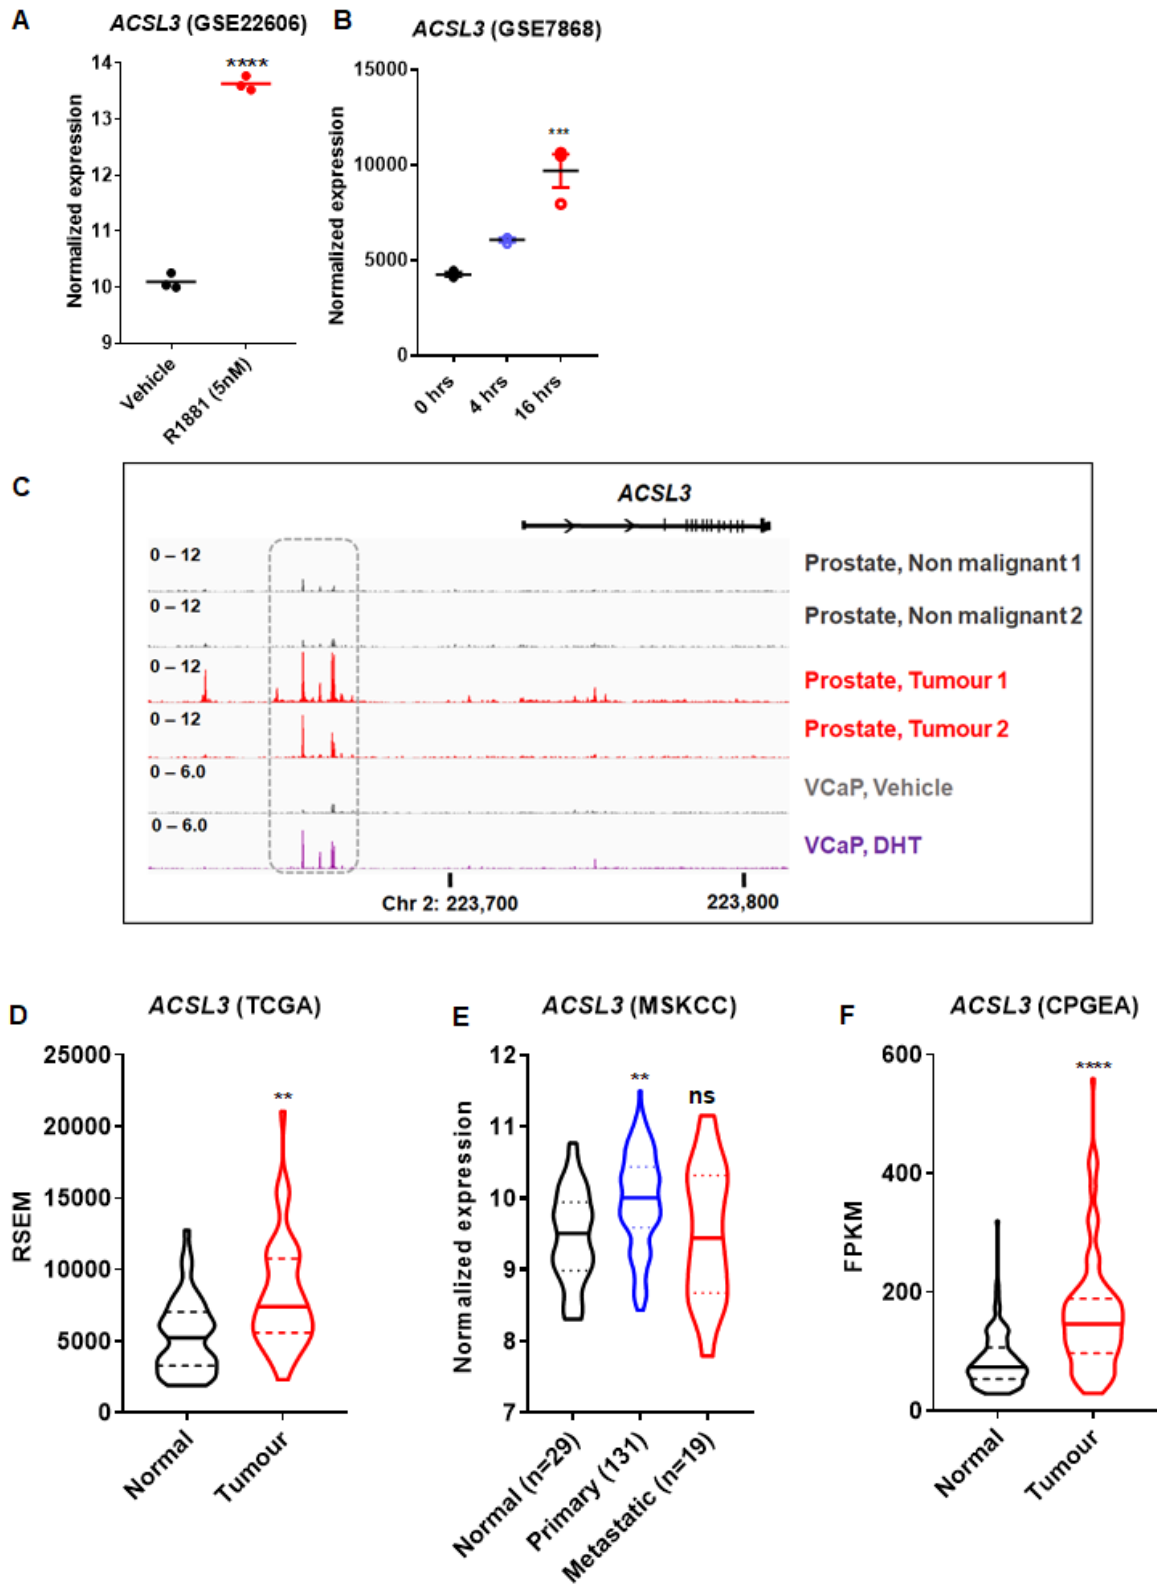 A
ACSL3 (GSE22606)
Normalized expression
14
13
12
11
10
9
****
Vehicle
R1881 (5nM)
B
ACSL3 (GSE7868)
Normalized expression
15000
10000
5000
0
***
0 hrs
4 hrs
16 hrs
C
ACSL3
0 – 12
Prostate, Non malignant 1
0 – 12
Prostate, Non malignant 2
0 – 12
Prostate, Tumour 1
0 – 12
Prostate, Tumour 2
0 – 6.0
VCaP, Vehicle
0 – 6.0
VCaP, DHT
Chr 2: 223,700
223,800
D
ACSL3 (TCGA)
RSEM
25000
20000
15000
10000
5000
0
**
Normal
Tumour
E
ACSL3 (MSKCC)
Normalized expression
12
11
10
9
8
7
**
ns
Normal (n=29)
Primary (131)
Metastatic (n=19)
F
ACSL3 (CPGEA)
FPKM
600
400
200
0
****
Normal
Tumour